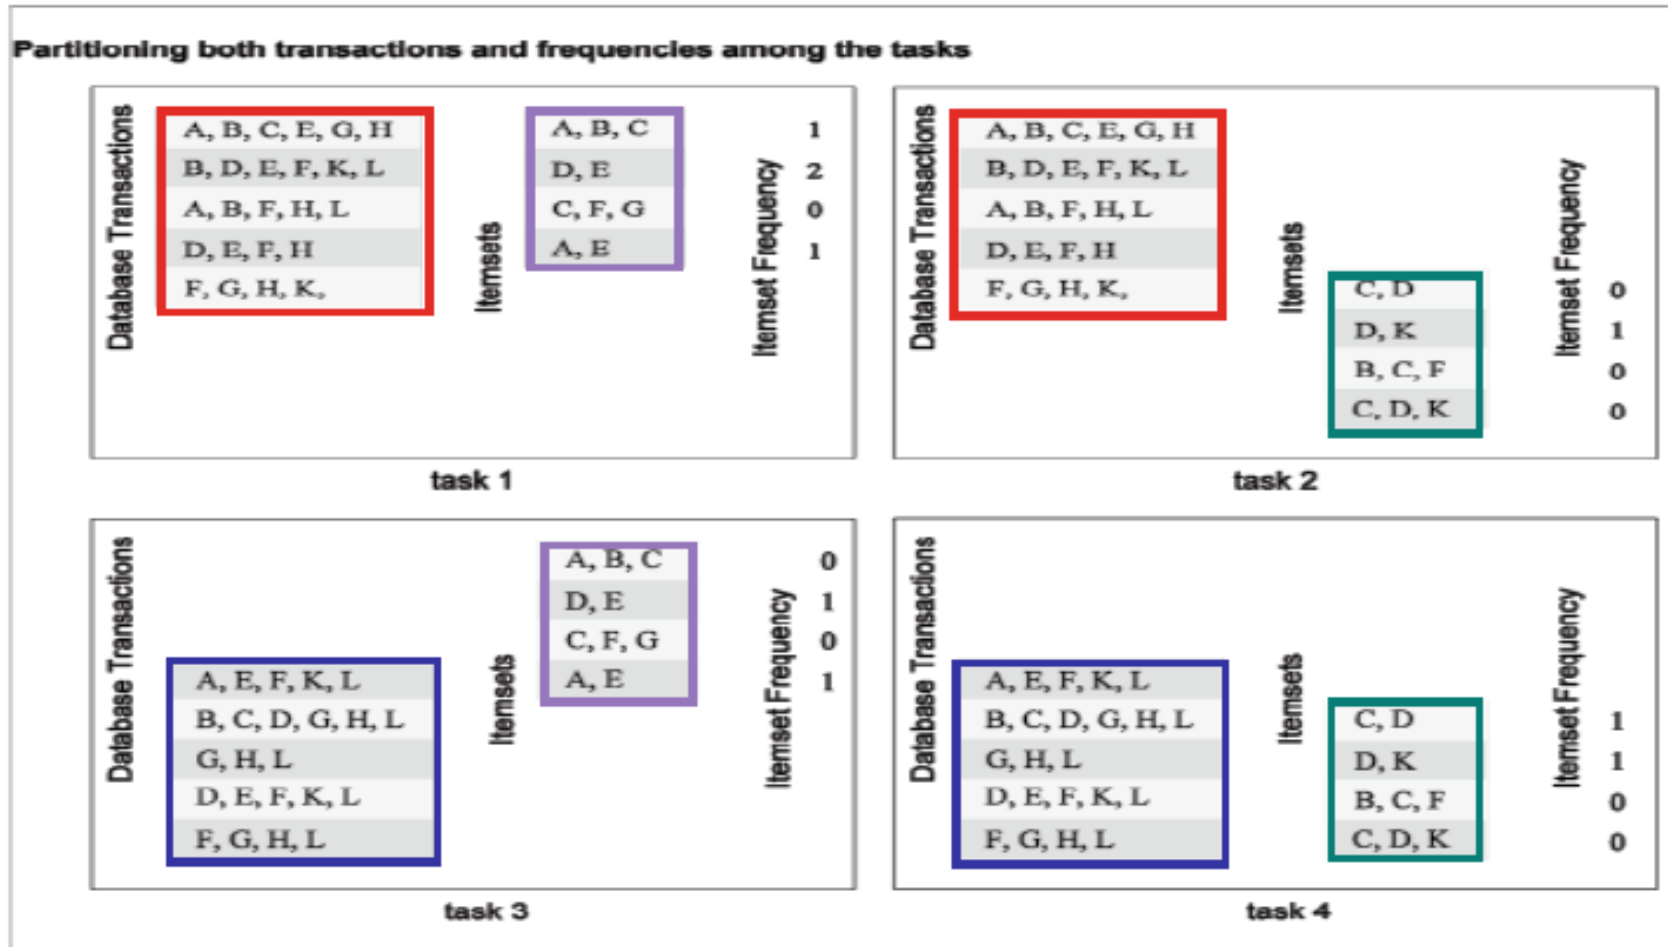 Partitioning both transactions and frequencies among the tasks
Database Transactions
A, B, C, E, G, H
B, D, E, F, K, L
A, B, F, H, L
D, E, F, H
F, G, H, K,
Itemsets
A, B, C
D, E
C, F, G
A, E
Itemset Frequency
1
2
0
1
task 1
Database Transactions
A, B, C, E, G, H
B, D, E, F, K, L
A, B, F, H, L
D, E, F, H
F, G, H, K,
Itemsets
C, D
D, K
B, C, F
C, D, K
Itemset Frequency
0
1
0
0
task 2
Database Transactions
A, E, F, K, L
B, C, D, G, H, L
G, H, L
D, E, F, K, L
F, G, H, L
Itemsets
A, B, C
D, E
C, F, G
A, E
Itemset Frequency
0
1
0
1
task 3
Database Transactions
A, E, F, K, L
B, C, D, G, H, L
G, H, L
D, E, F, K, L
F, G, H, L
Itemsets
C, D
D, K
B, C, F
C, D, K
Itemset Frequency
1
1
0
0
task 4